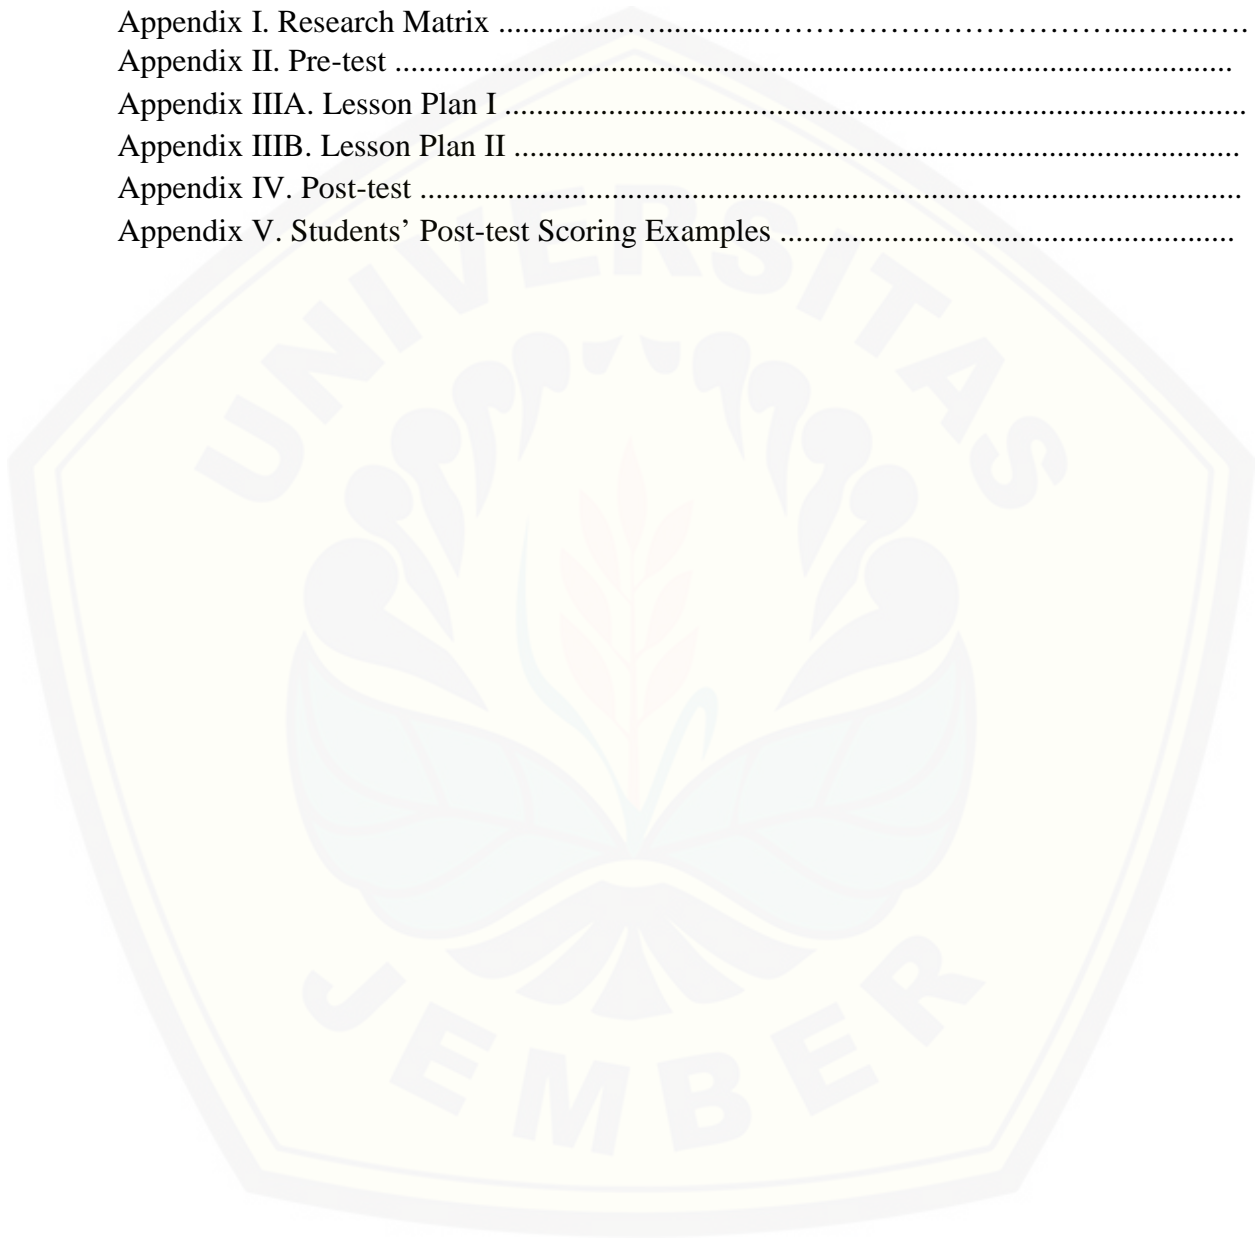 Appendix I. Research Matrix ................…...........………………………………...…….….
Appendix II. Pre-test ........................................................................................................
Appendix IIIA. Lesson Plan I ............................................................................................
Appendix IIIB. Lesson Plan II ..........................................................................................
Appendix IV. Post-test ......................................................................................................
Appendix V. Students’ Post-test Scoring Examples ........................................................
UNIVERSITAS
JEMBER